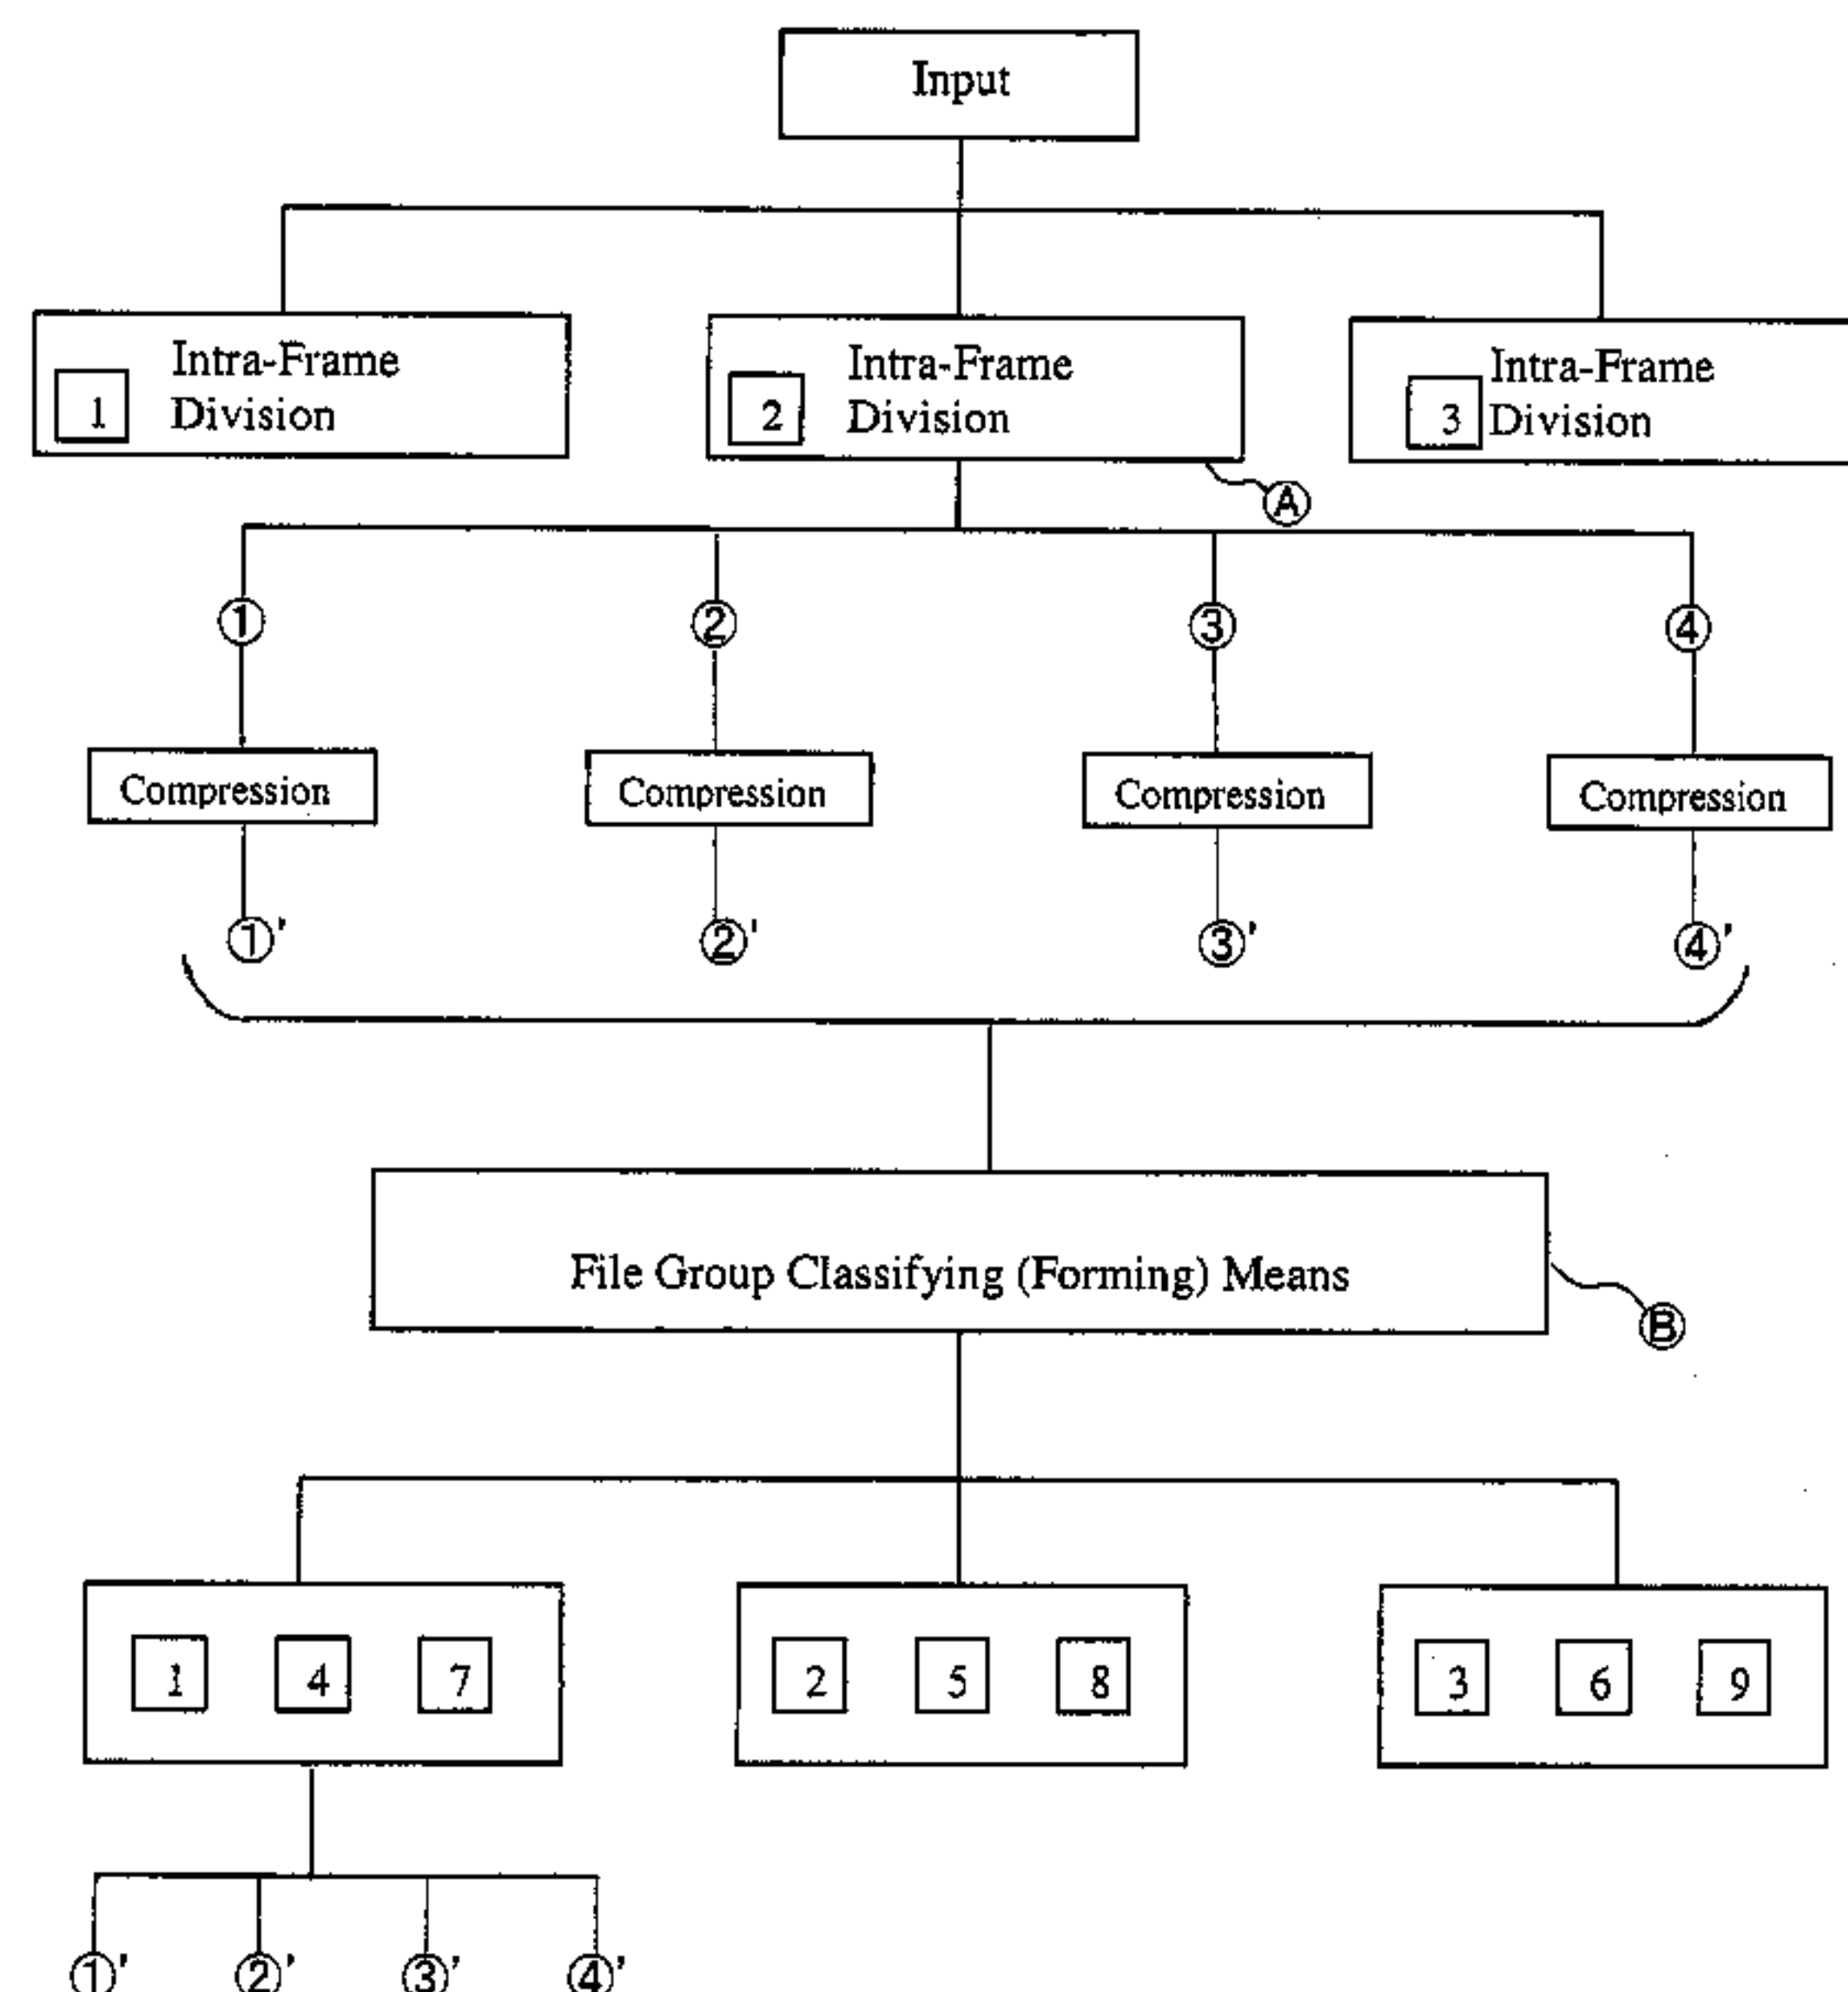 Input
Intra-Frame
Division
1
Intra-Frame
Division
2
Intra-Frame
Division
3
Ⓐ
① ② ③ ④
Compression Compression Compression Compression
①' ②' ③' ④'
File Group Classifying (Forming) Means
Ⓑ
1 4 7 2 5 8 3 6 9
①' ②' ③' ④'